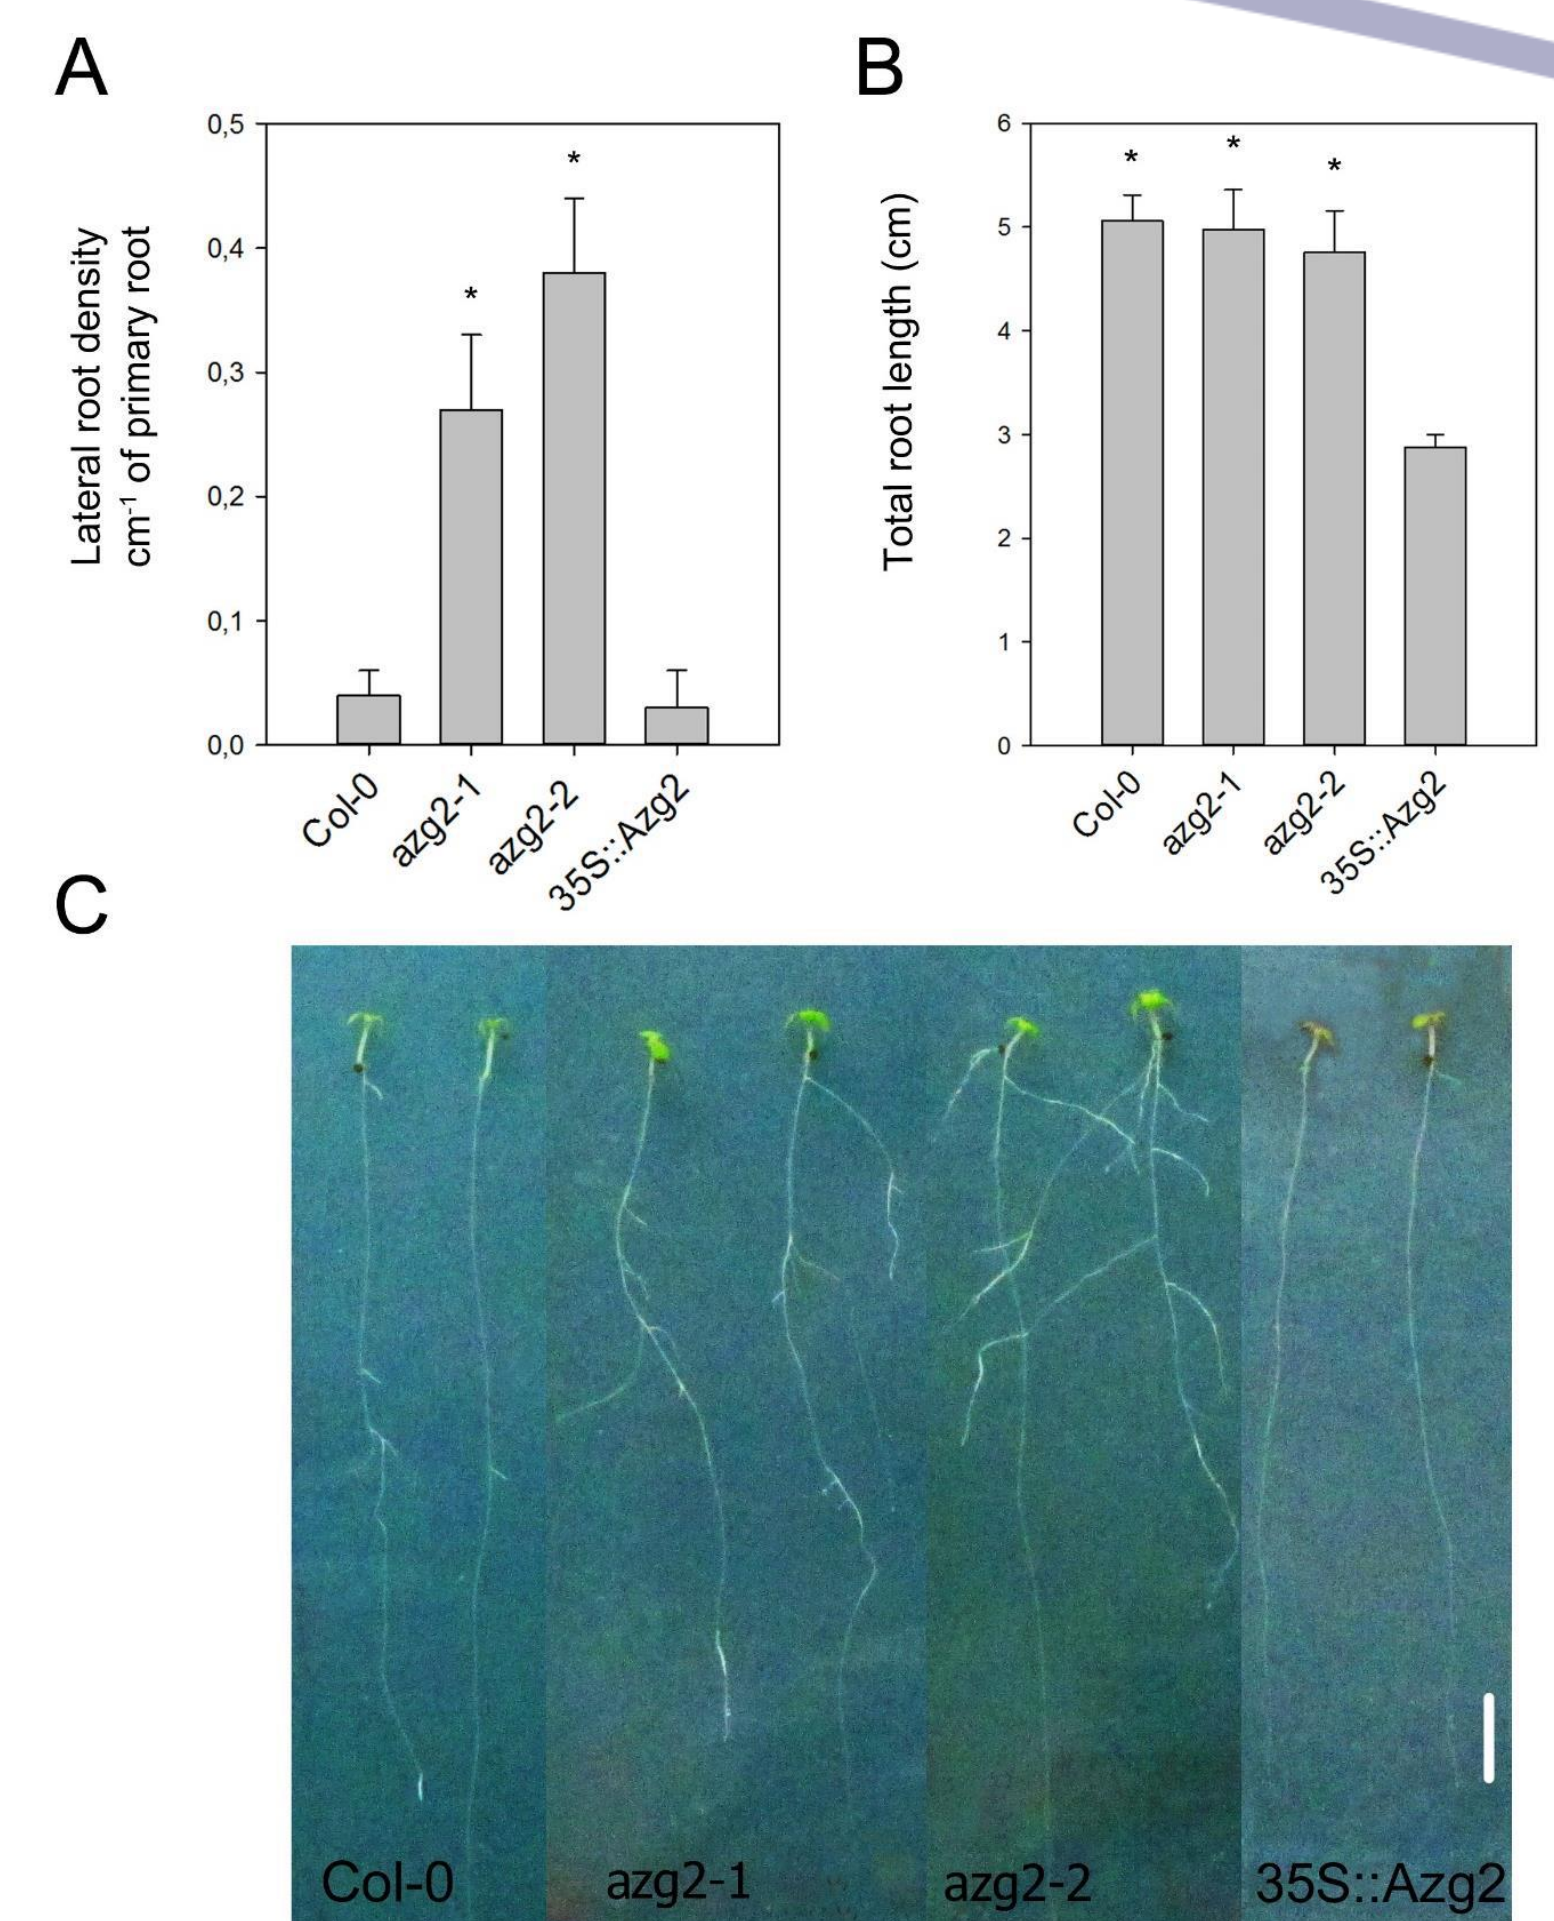 A
B
Lateral root density
cm⁻¹ of primary root
0,5
0,4
0,3
0,2
0,1
0,0
*
*
Col-0
azg2-1
azg2-2
35S::Azg2
Total root length (cm)
6
5
4
3
2
1
0
*
*
*
Col-0
azg2-1
azg2-2
35S::Azg2
C
Col-0
azg2-1
azg2-2
35S::Azg2